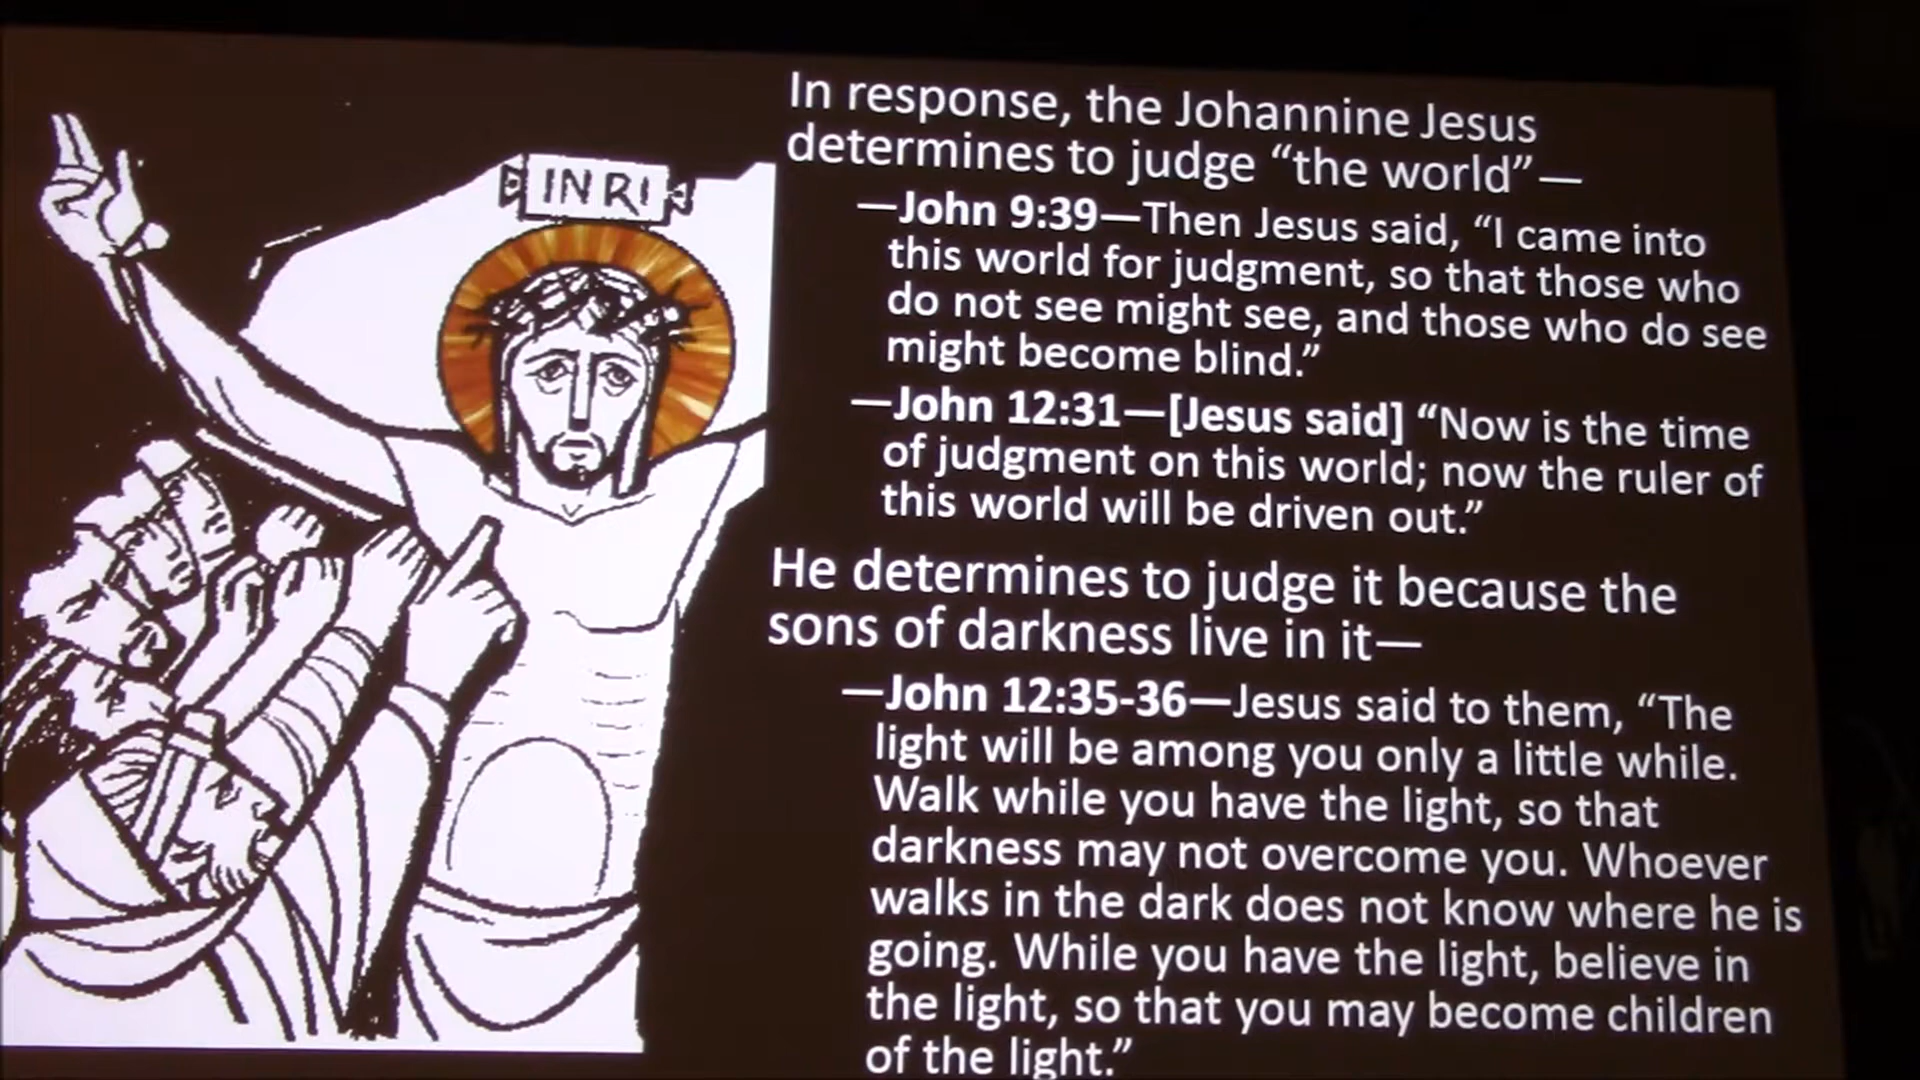 INRI
In response, the Johannine Jesus
determines to judge “the world”—
—John 9:39—Then Jesus said, “I came into
this world for judgment, so that those who
do not see might see, and those who do see
might become blind.”
—John 12:31—[Jesus said] “Now is the time
of judgment on this world; now the ruler of
this world will be driven out.”
He determines to judge it because the
sons of darkness live in it—
—John 12:35-36—Jesus said to them, “The
light will be among you only a little while.
Walk while you have the light, so that
darkness may not overcome you. Whoever
walks in the dark does not know where he is
going. While you have the light, believe in
the light, so that you may become children
of the light.”